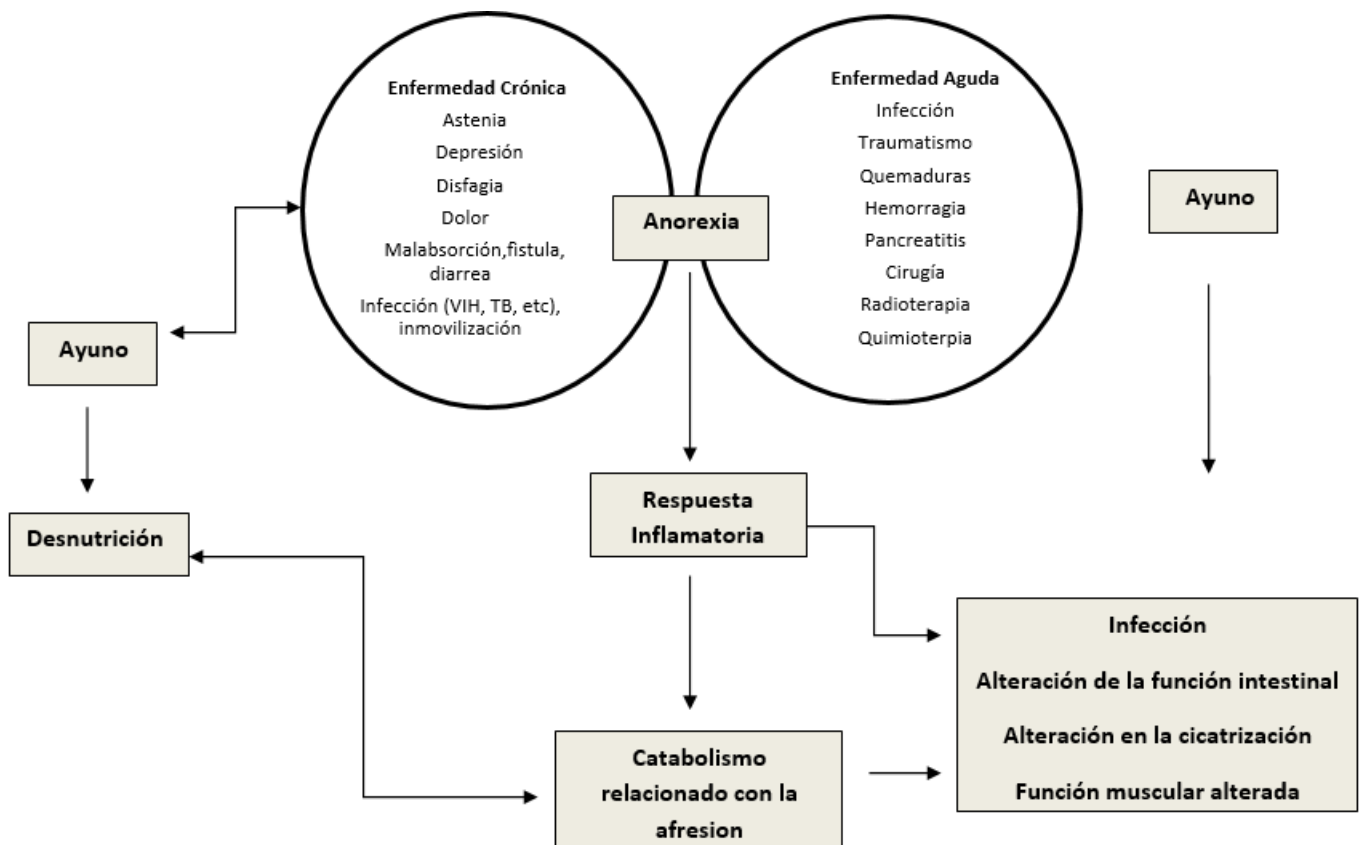 Enfermedad Crónica
Astenia
Depresión
Disfagia
Dolor
Malabsorción,fistula,
diarrea
Infección (VIH, TB, etc),
inmovilización
Anorexia
Enfermedad Aguda
Infección
Traumatismo
Quemaduras
Hemorragia
Pancreatitis
Cirugía
Radioterapia
Quimioterpia
Ayuno
Ayuno
Desnutrición
Respuesta
Inflamatoria
Catabolismo
relacionado con la
afresion
Infección
Alteración de la función intestinal
Alteración en la cicatrización
Función muscular alterada